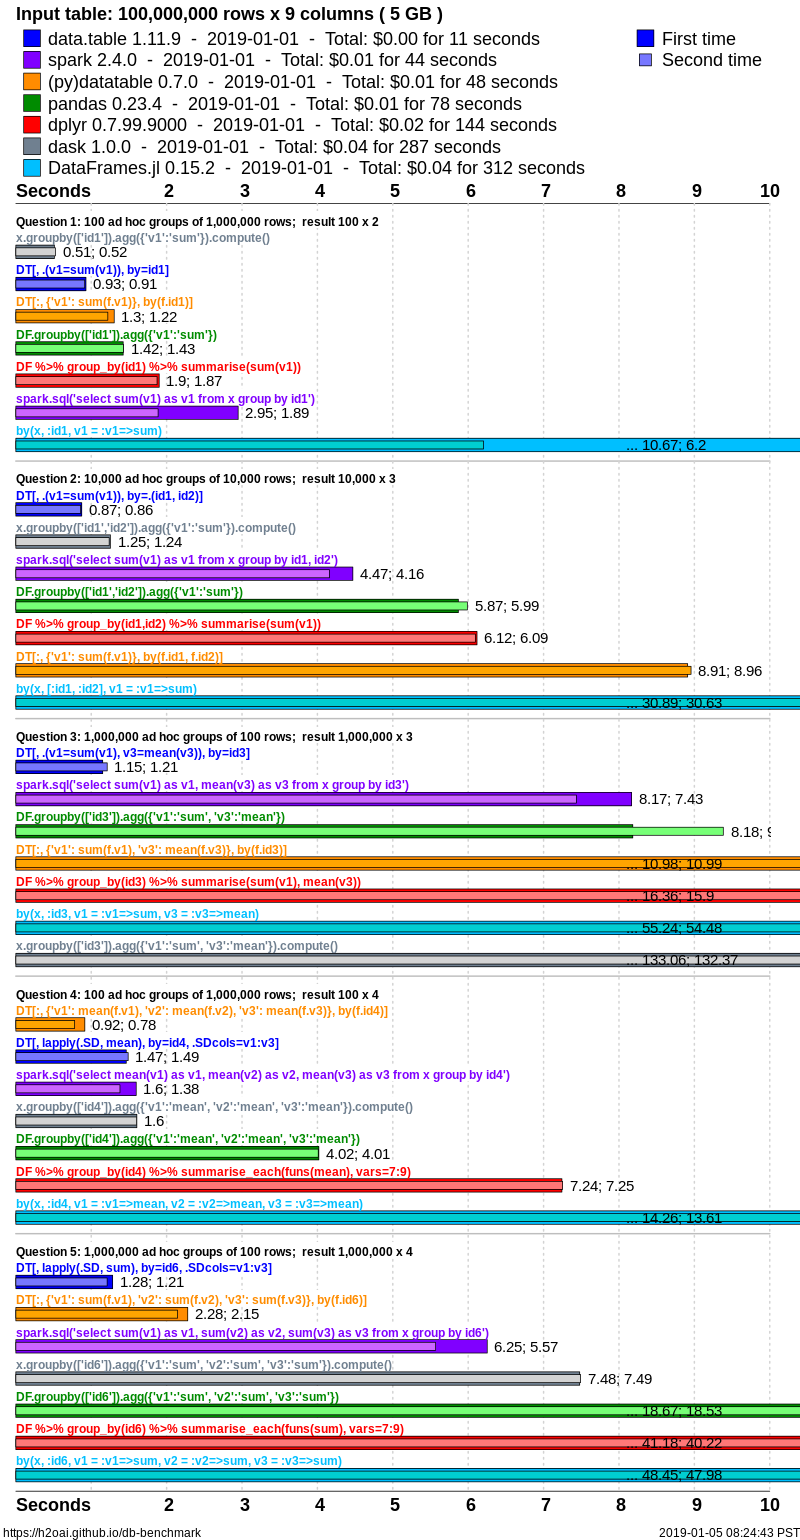 Input table: 100,000,000 rows x 9 columns ( 5 GB )
data.table 1.11.9 - 2019-01-01 - Total: $0.00 for 11 seconds
First time
spark 2.4.0 - 2019-01-01 - Total: $0.01 for 44 seconds
Second time
(py)datatable 0.7.0 - 2019-01-01 - Total: $0.01 for 48 seconds
pandas 0.23.4 - 2019-01-01 - Total: $0.01 for 78 seconds
dplyr 0.7.99.9000 - 2019-01-01 - Total: $0.02 for 144 seconds
dask 1.0.0 - 2019-01-01 - Total: $0.04 for 287 seconds
DataFrames.jl 0.15.2 - 2019-01-01 - Total: $0.04 for 312 seconds
Seconds 2 3 4 5 6 7 8 9 10
Question 1: 100 ad hoc groups of 1,000,000 rows; result 100 x 2
x.groupby(['id1']).agg({'v1':'sum'}).compute()
0.51; 0.52
DT[, .(v1=sum(v1)), by=id1]
0.93; 0.91
DT[:, {'v1': sum(f.v1)}, by(f.id1)]
1.3; 1.22
DF.groupby(['id1']).agg({'v1':'sum'})
1.42; 1.43
DF %>% group_by(id1) %>% summarise(sum(v1))
1.9; 1.87
spark.sql('select sum(v1) as v1 from x group by id1')
2.95; 1.89
by(x, :id1, v1 = :v1=>sum)
... 10.67; 6.2
Question 2: 10,000 ad hoc groups of 10,000 rows; result 10,000 x 3
DT[, .(v1=sum(v1)), by=.(id1, id2)]
0.87; 0.86
x.groupby(['id1','id2']).agg({'v1':'sum'}).compute()
1.25; 1.24
spark.sql('select sum(v1) as v1 from x group by id1, id2')
4.47; 4.16
DF.groupby(['id1','id2']).agg({'v1':'sum'})
5.87; 5.99
DF %>% group_by(id1,id2) %>% summarise(sum(v1))
6.12; 6.09
DT[:, {'v1': sum(f.v1)}, by(f.id1, f.id2)]
8.91; 8.96
by(x, [:id1, :id2], v1 = :v1=>sum)
... 30.89; 30.63
Question 3: 1,000,000 ad hoc groups of 100 rows; result 1,000,000 x 3
DT[, .(v1=sum(v1), v3=mean(v3)), by=id3]
1.15; 1.21
spark.sql('select sum(v1) as v1, mean(v3) as v3 from x group by id3')
8.17; 7.43
DF.groupby(['id3']).agg({'v1':'sum', 'v3':'mean'})
8.18;
DT[:, {'v1': sum(f.v1), 'v3': mean(f.v3)}, by(f.id3)]
... 10.98; 10.99
DF %>% group_by(id3) %>% summarise(sum(v1), mean(v3))
... 16.36; 15.9
by(x, :id3, v1 = :v1=>sum, v3 = :v3=>mean)
... 55.24; 54.48
x.groupby(['id3']).agg({'v1':'sum', 'v3':'mean'}).compute()
... 133.06; 132.37
Question 4: 100 ad hoc groups of 1,000,000 rows; result 100 x 4
DT[:, {'v1': mean(f.v1), 'v2': mean(f.v2), 'v3': mean(f.v3)}, by(f.id4)]
0.92; 0.78
DT[, lapply(.SD, mean), by=id4, .SDcols=v1:v3]
1.47; 1.49
spark.sql('select mean(v1) as v1, mean(v2) as v2, mean(v3) as v3 from x group by id4')
1.6; 1.38
x.groupby(['id4']).agg({'v1':'mean', 'v2':'mean', 'v3':'mean'}).compute()
1.6
DF.groupby(['id4']).agg({'v1':'mean', 'v2':'mean', 'v3':'mean'})
4.02; 4.01
DF %>% group_by(id4) %>% summarise_each(funs(mean), vars=7:9)
7.24; 7.25
by(x, :id4, v1 = :v1=>mean, v2 = :v2=>mean, v3 = :v3=>mean)
... 14.26; 13.61
Question 5: 1,000,000 ad hoc groups of 100 rows; result 1,000,000 x 4
DT[, lapply(.SD, sum), by=id6, .SDcols=v1:v3]
1.28; 1.21
DT[:, {'v1': sum(f.v1), 'v2': sum(f.v2), 'v3': sum(f.v3)}, by(f.id6)]
2.28; 2.15
spark.sql('select sum(v1) as v1, sum(v2) as v2, sum(v3) as v3 from x group by id6')
6.25; 5.57
x.groupby(['id6']).agg({'v1':'sum', 'v2':'sum', 'v3':'sum'}).compute()
7.48; 7.49
DF.groupby(['id6']).agg({'v1':'sum', 'v2':'sum', 'v3':'sum'})
... 18.67; 18.53
DF %>% group_by(id6) %>% summarise_each(funs(sum), vars=7:9)
... 41.18; 40.22
by(x, :id6, v1 = :v1=>sum, v2 = :v2=>sum, v3 = :v3=>sum)
... 48.45; 47.98
Seconds 2 3 4 5 6 7 8 9 10
https://h2oai.github.io/db-benchmark
2019-01-05 08:24:43 PST